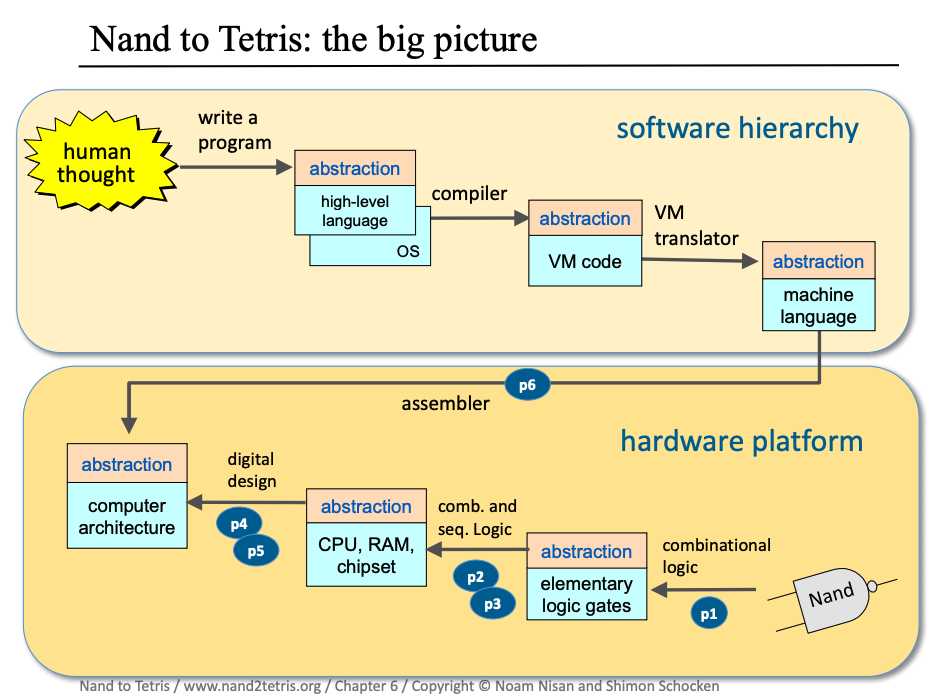 Nand to Tetris: the big picture
software hierarchy
human
thought
write a
program
abstraction
high-level
language
OS
compiler
abstraction
VM code
VM
translator
abstraction
machine
language
p6
assembler
hardware platform
abstraction
computer
architecture
digital
design
p4
p5
abstraction
CPU, RAM,
chipset
comb. and
seq. Logic
p2
p3
abstraction
elementary
logic gates
combinational
logic
p1
Nand
Nand to Tetris / www.nand2tetris.org / Chapter 6 / Copyright © Noam Nisan and Shimon Schocken